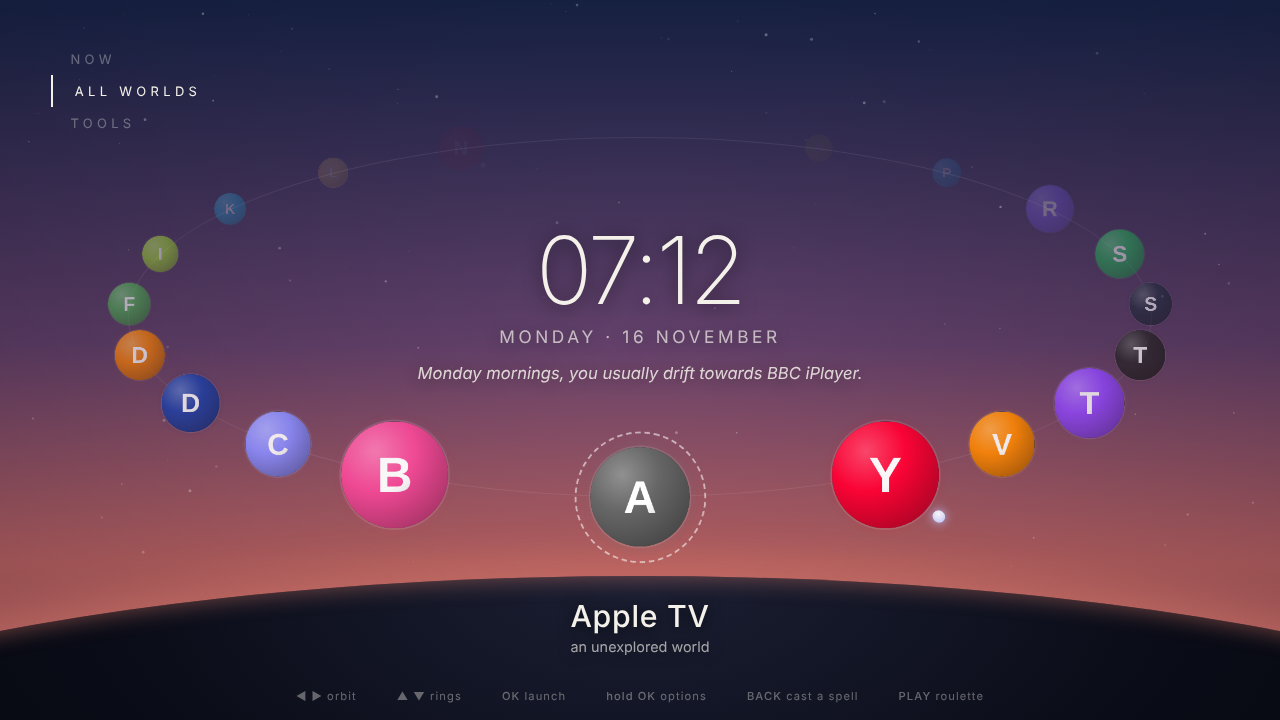 NOW
ALL WORLDS
TOOLS
N
L
P
K
R
I
S
F
S
D
T
D
T
C
V
B
Y
A
07:12
MONDAY · 16 NOVEMBER
Monday mornings, you usually drift towards BBC iPlayer.
Apple TV
an unexplored world
◀ ▶ orbit
▲ ▼ rings
OK launch
hold OK options
BACK cast a spell
PLAY roulette